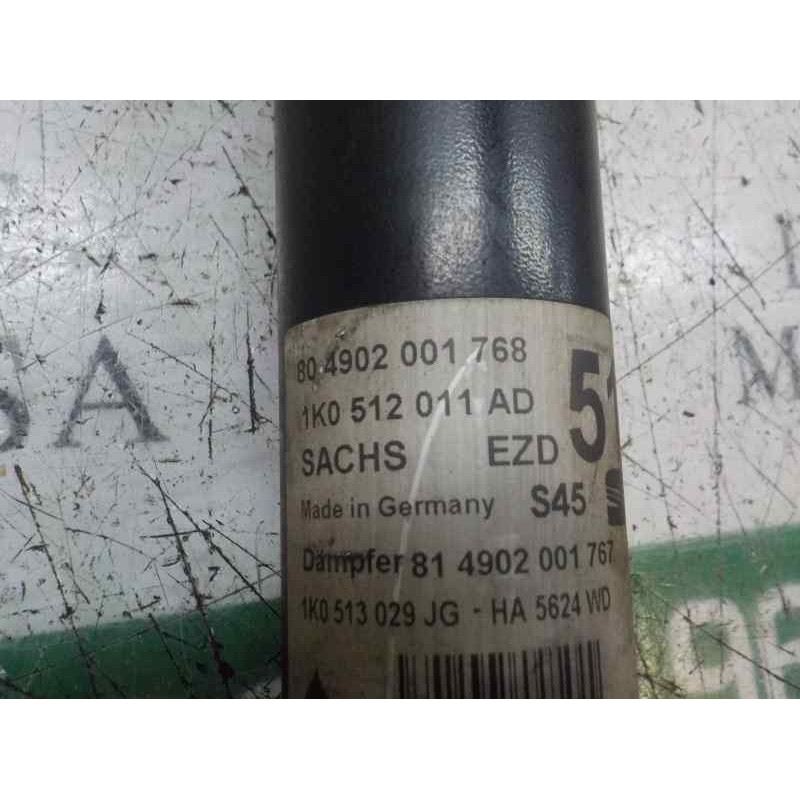 80 4902 001 768
1K0 512 011 AD
51
SACHS EZD
Made in Germany S45
Dämpfer 81 4902 001 767
1K0 513 029 JG - HA 5624 WD